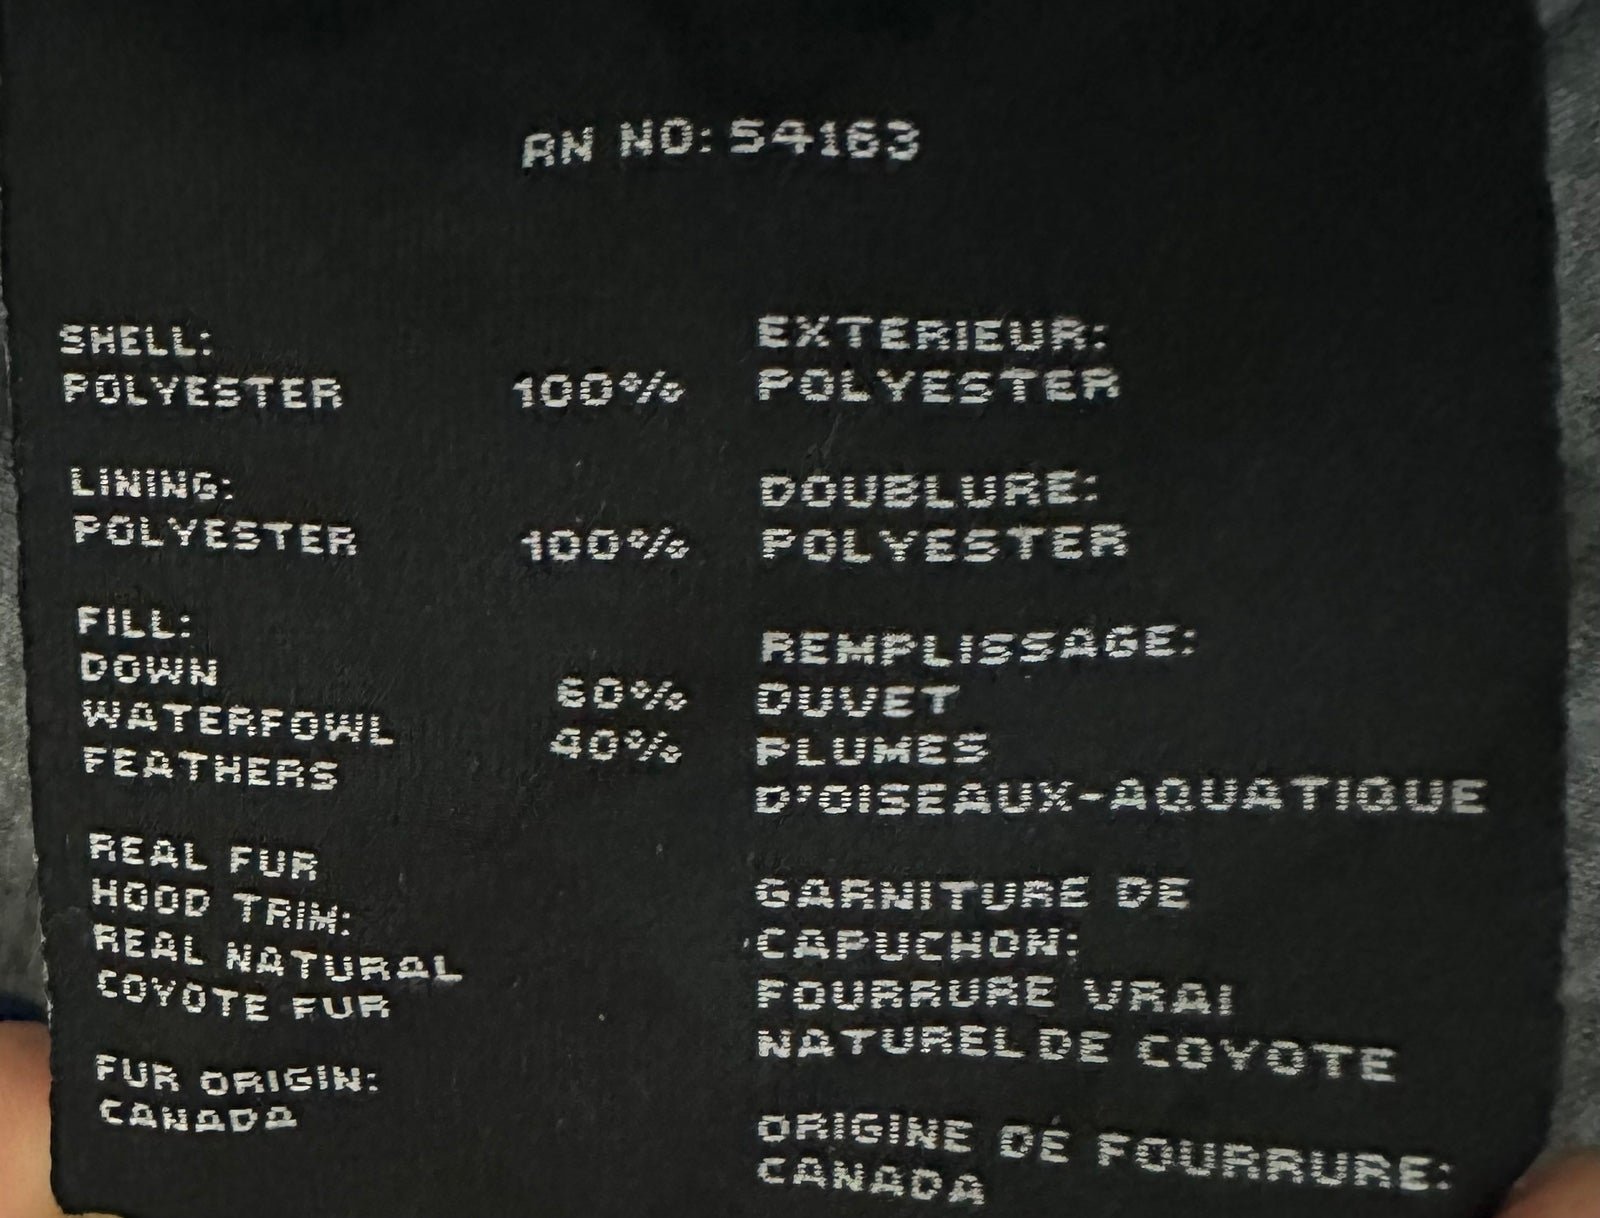 RN NO: 54163
SHELL:
POLYESTER 100%
LINING:
POLYESTER 100%
FILL:
DOWN 60%
WATERFOWL 40%
FEATHERS
REAL FUR
HOOD TRIM:
REAL NATURAL
COYOTE FUR
FUR ORIGIN:
CANADA
EXTERIEUR:
POLYESTER
DOUBLURE:
POLYESTER
REMPLISSAGE:
DUVET
PLUMES
D'OISEAUX-AQUATIQUE
GARNITURE DE
CAPUCHON:
FOURRURE VRAI
NATUREL DE COYOTE
ORIGINE DE FOURRURE:
CANADA